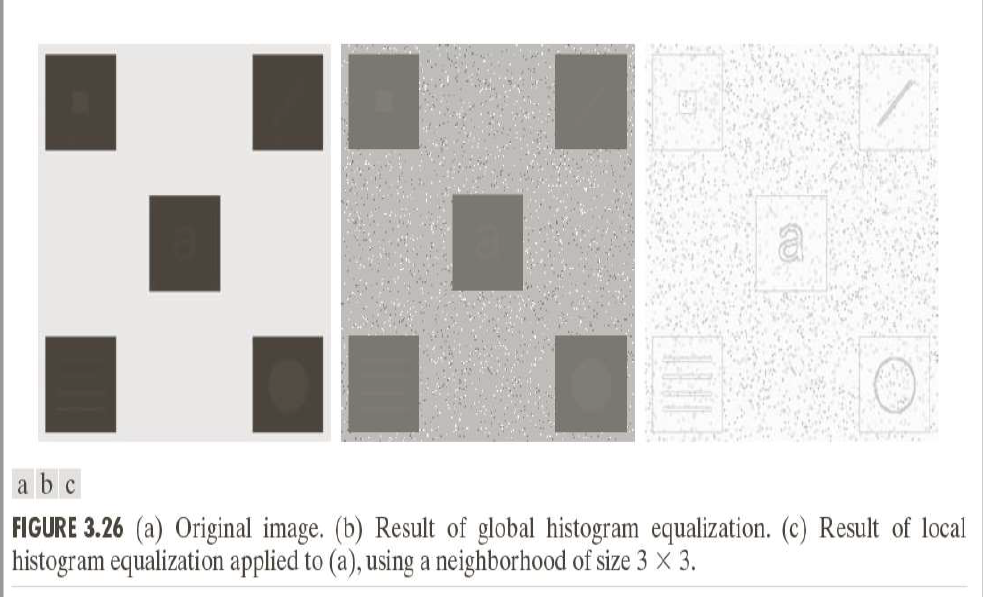 a
a
a
a b c
FIGURE 3.26 (a) Original image. (b) Result of global histogram equalization. (c) Result of local
histogram equalization applied to (a), using a neighborhood of size 3 × 3.